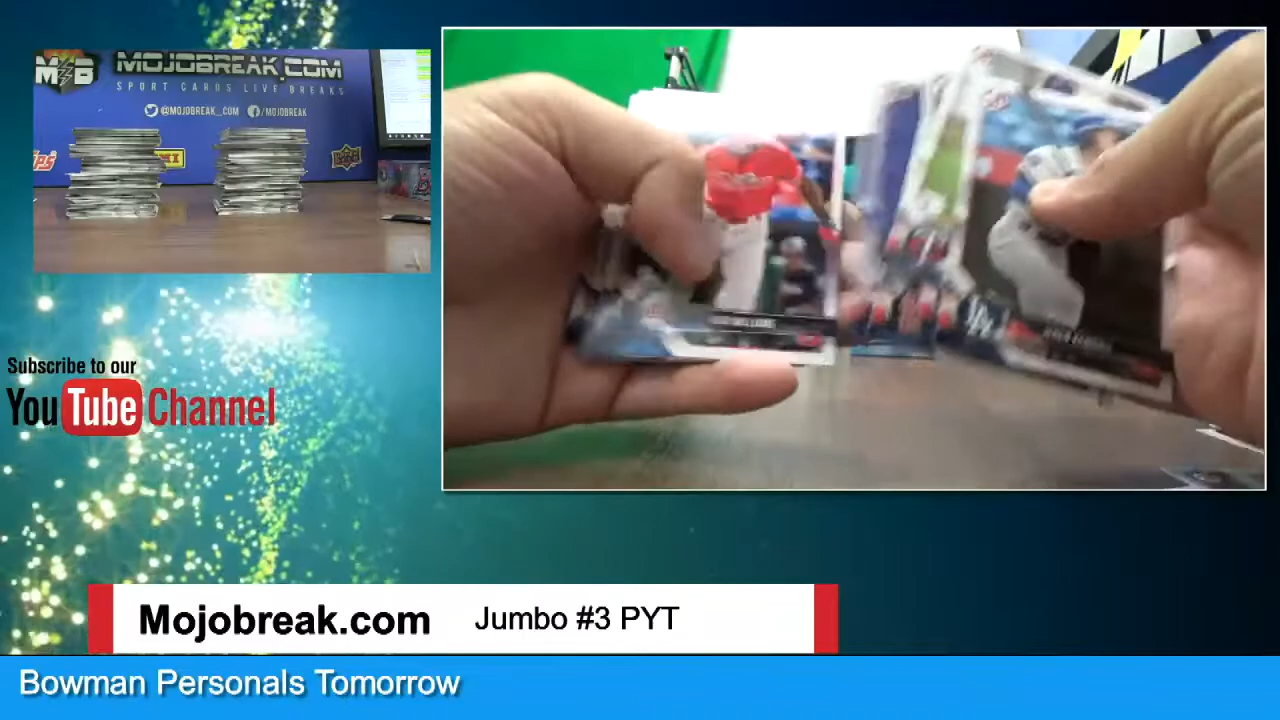 M B
MOJOBREAK.COM
SPORT CARDS LIVE BREAKS
@MOJOBREAK_COM MOJOBREAK
Subscribe to our
YouTube Channel
Mojobreak.com Jumbo #3 PYT
Bowman Personals Tomorrow